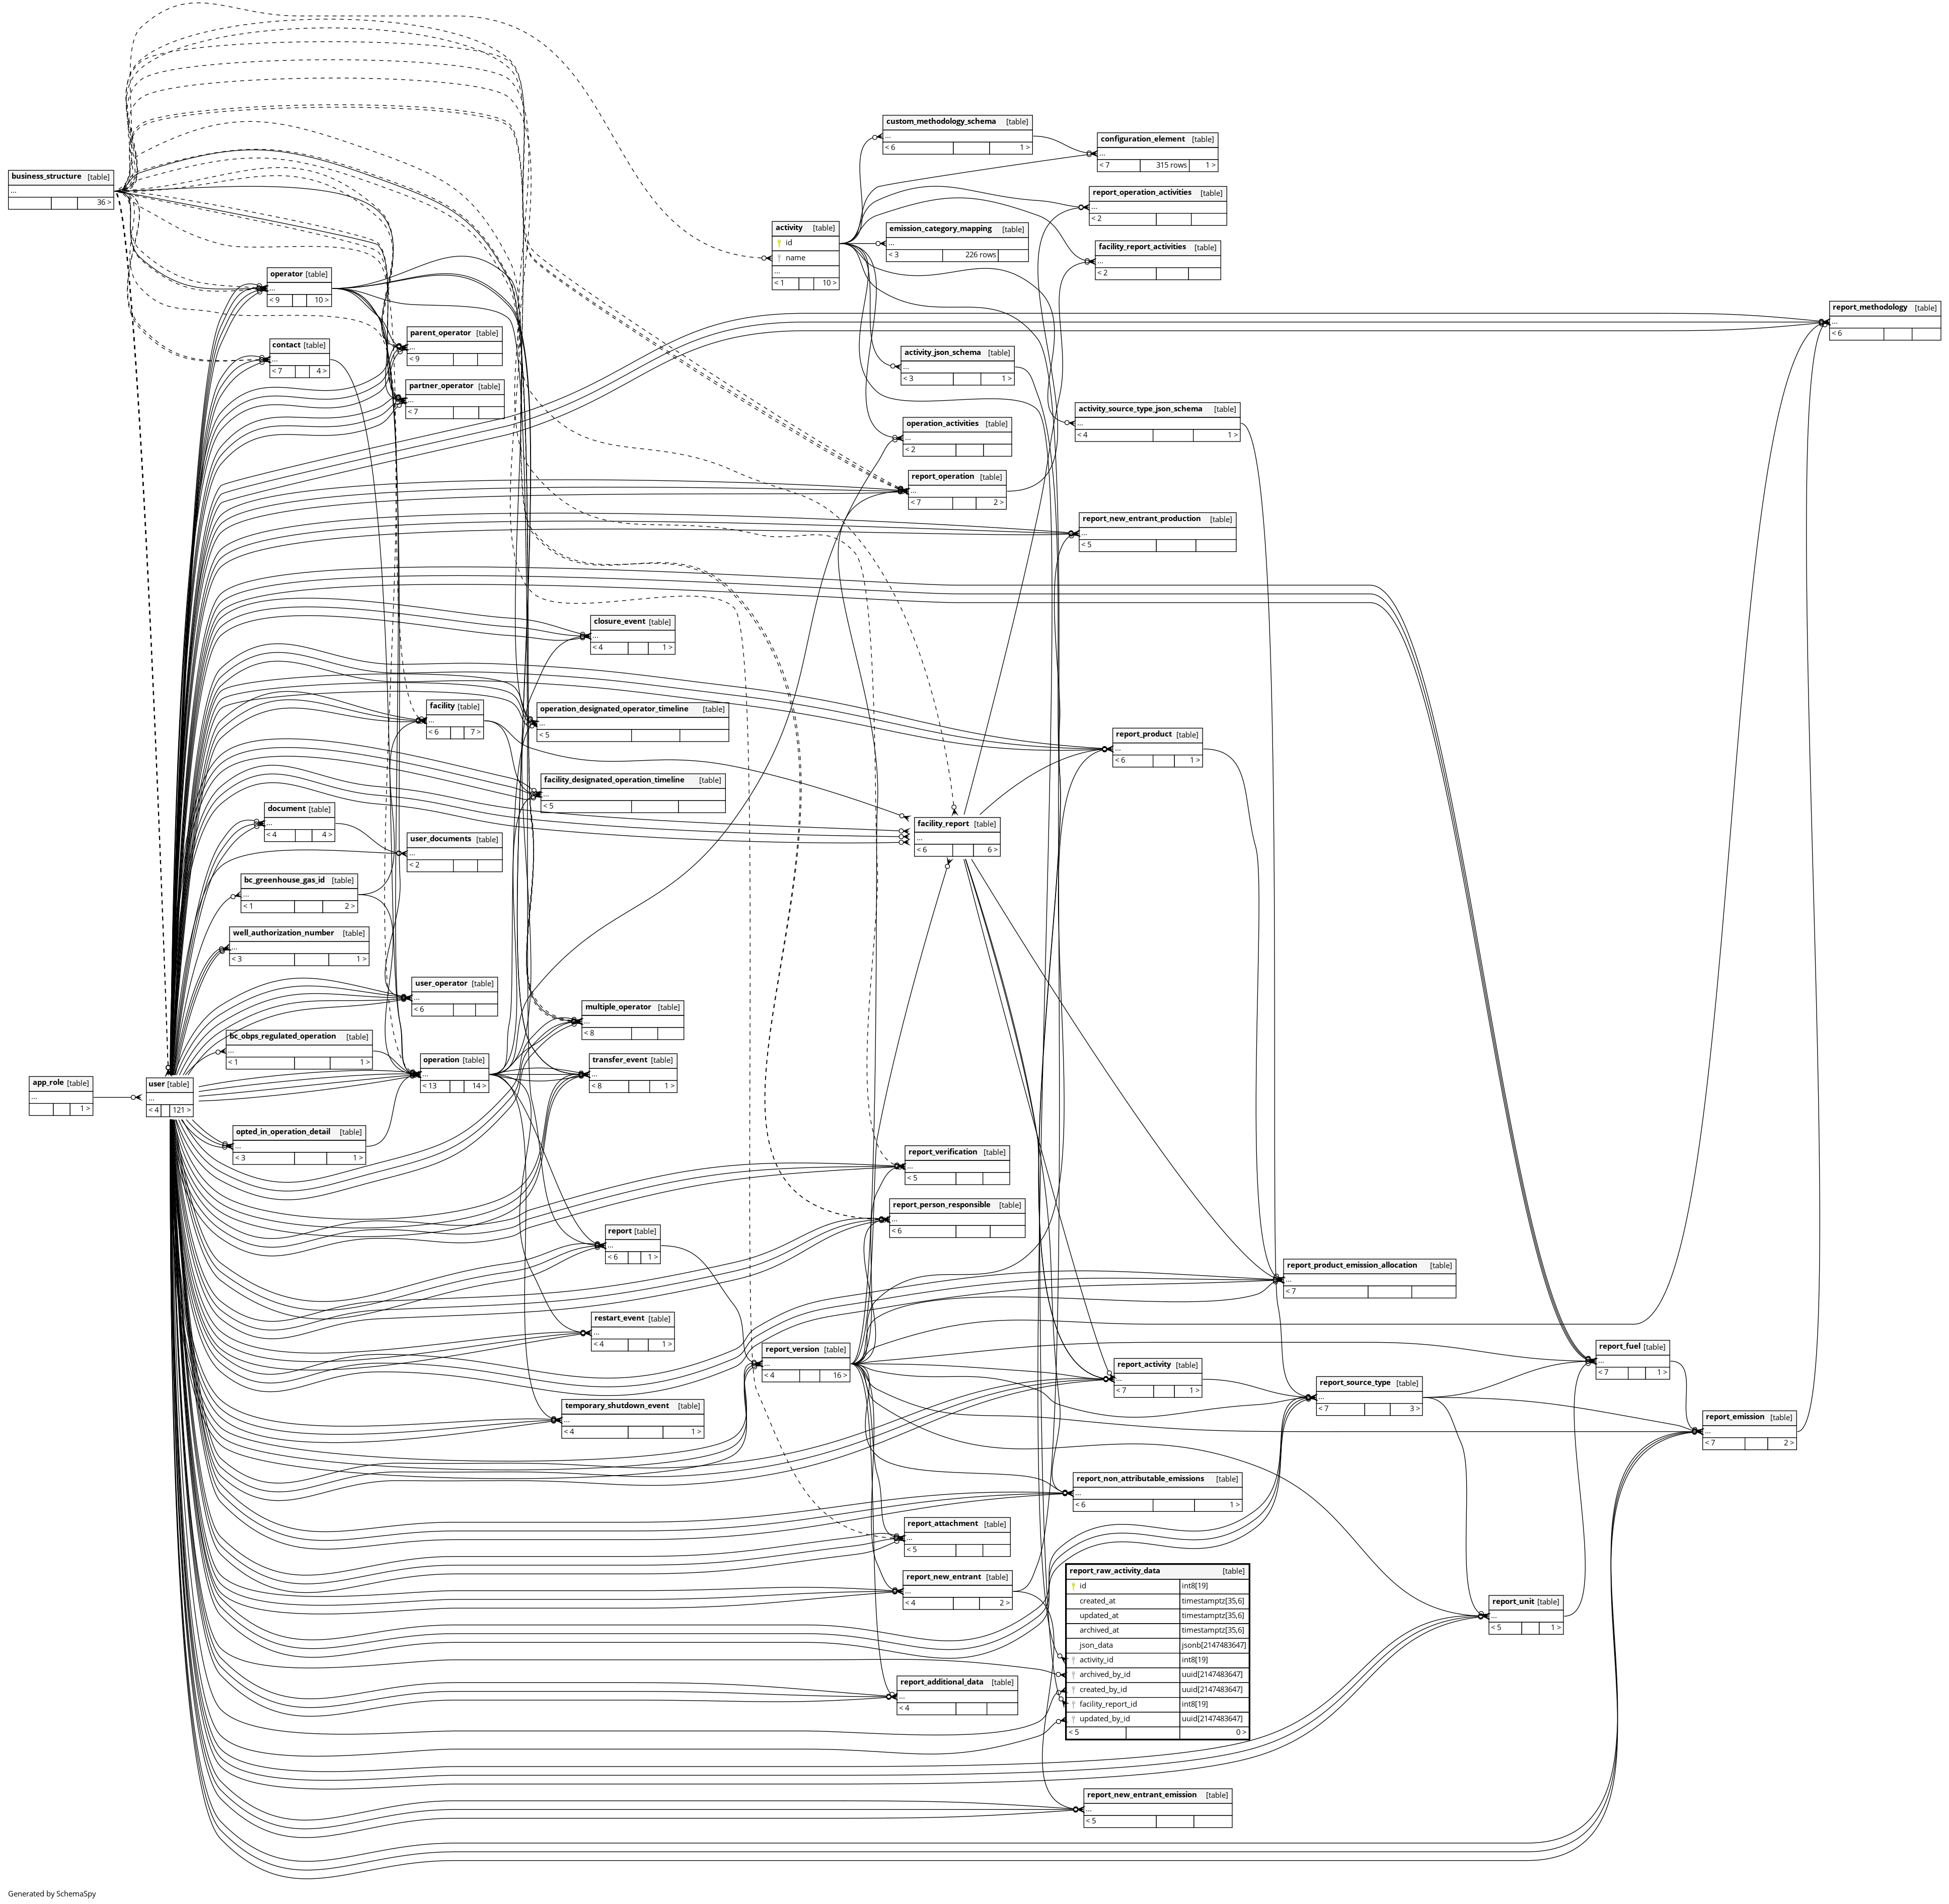 custom_methodology_schema [table]
...
< 6 1 >
configuration_element [table]
...
< 7 315 rows 1 >
business_structure [table]
...
36 >
report_operation_activities [table]
...
< 2
activity [table]
id
name
...
< 1 10 >
emission_category_mapping [table]
...
< 3 226 rows
facility_report_activities [table]
...
< 2
operator [table]
...
< 9 10 >
report_methodology [table]
...
< 6
parent_operator [table]
...
< 9
contact [table]
...
< 7 4 >
activity_json_schema [table]
...
< 3 1 >
partner_operator [table]
...
< 7
activity_source_type_json_schema [table]
...
< 4 1 >
operation_activities [table]
...
< 2
report_operation [table]
...
< 7 2 >
report_new_entrant_production [table]
...
< 5
closure_event [table]
...
< 4 1 >
facility [table]
...
< 6 7 >
operation_designated_operator_timeline [table]
...
< 5
report_product [table]
...
< 6 1 >
facility_designated_operation_timeline [table]
...
< 5
document [table]
...
< 4 4 >
facility_report [table]
...
< 6 6 >
user_documents [table]
...
< 2
bc_greenhouse_gas_id [table]
...
< 1 2 >
well_authorization_number [table]
...
< 3 1 >
user_operator [table]
...
< 6
multiple_operator [table]
...
< 8
bc_obps_regulated_operation [table]
...
< 1 1 >
operation [table]
...
< 13 14 >
transfer_event [table]
...
< 8 1 >
app_role [table]
...
1 >
user [table]
...
< 4 121 >
opted_in_operation_detail [table]
...
< 3 1 >
report_verification [table]
...
< 5
report_person_responsible [table]
...
< 6
report [table]
...
< 6 1 >
report_product_emission_allocation [table]
...
< 7
restart_event [table]
...
< 4 1 >
report_version [table]
...
< 4 16 >
report_fuel [table]
...
< 7 1 >
report_activity [table]
...
< 7 1 >
report_source_type [table]
...
< 7 3 >
temporary_shutdown_event [table]
...
< 4 1 >
report_emission [table]
...
< 7 2 >
report_non_attributable_emissions [table]
...
< 6 1 >
report_attachment [table]
...
< 5
report_new_entrant [table]
...
< 4 2 >
report_raw_activity_data [table]
id int8[19]
created_at timestamptz[35,6]
updated_at timestamptz[35,6]
archived_at timestamptz[35,6]
json_data jsonb[2147483647]
activity_id int8[19]
archived_by_id uuid[2147483647]
created_by_id uuid[2147483647]
facility_report_id int8[19]
updated_by_id uuid[2147483647]
< 5 0 >
report_unit [table]
...
< 5 1 >
report_additional_data [table]
...
< 4
report_new_entrant_emission [table]
...
< 5
Generated by SchemaSpy